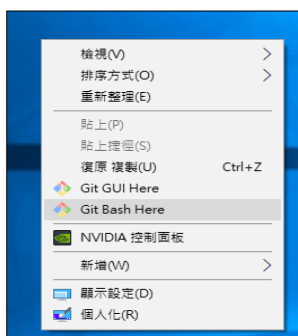 檢視(V)
排序方式(O)
重新整理(E)
貼上(P)
貼上捷徑(S)
復原 複製(U) Ctrl+Z
Git GUI Here
Git Bash Here
NVIDIA 控制面板
新增(W)
顯示設定(D)
個人化(R)